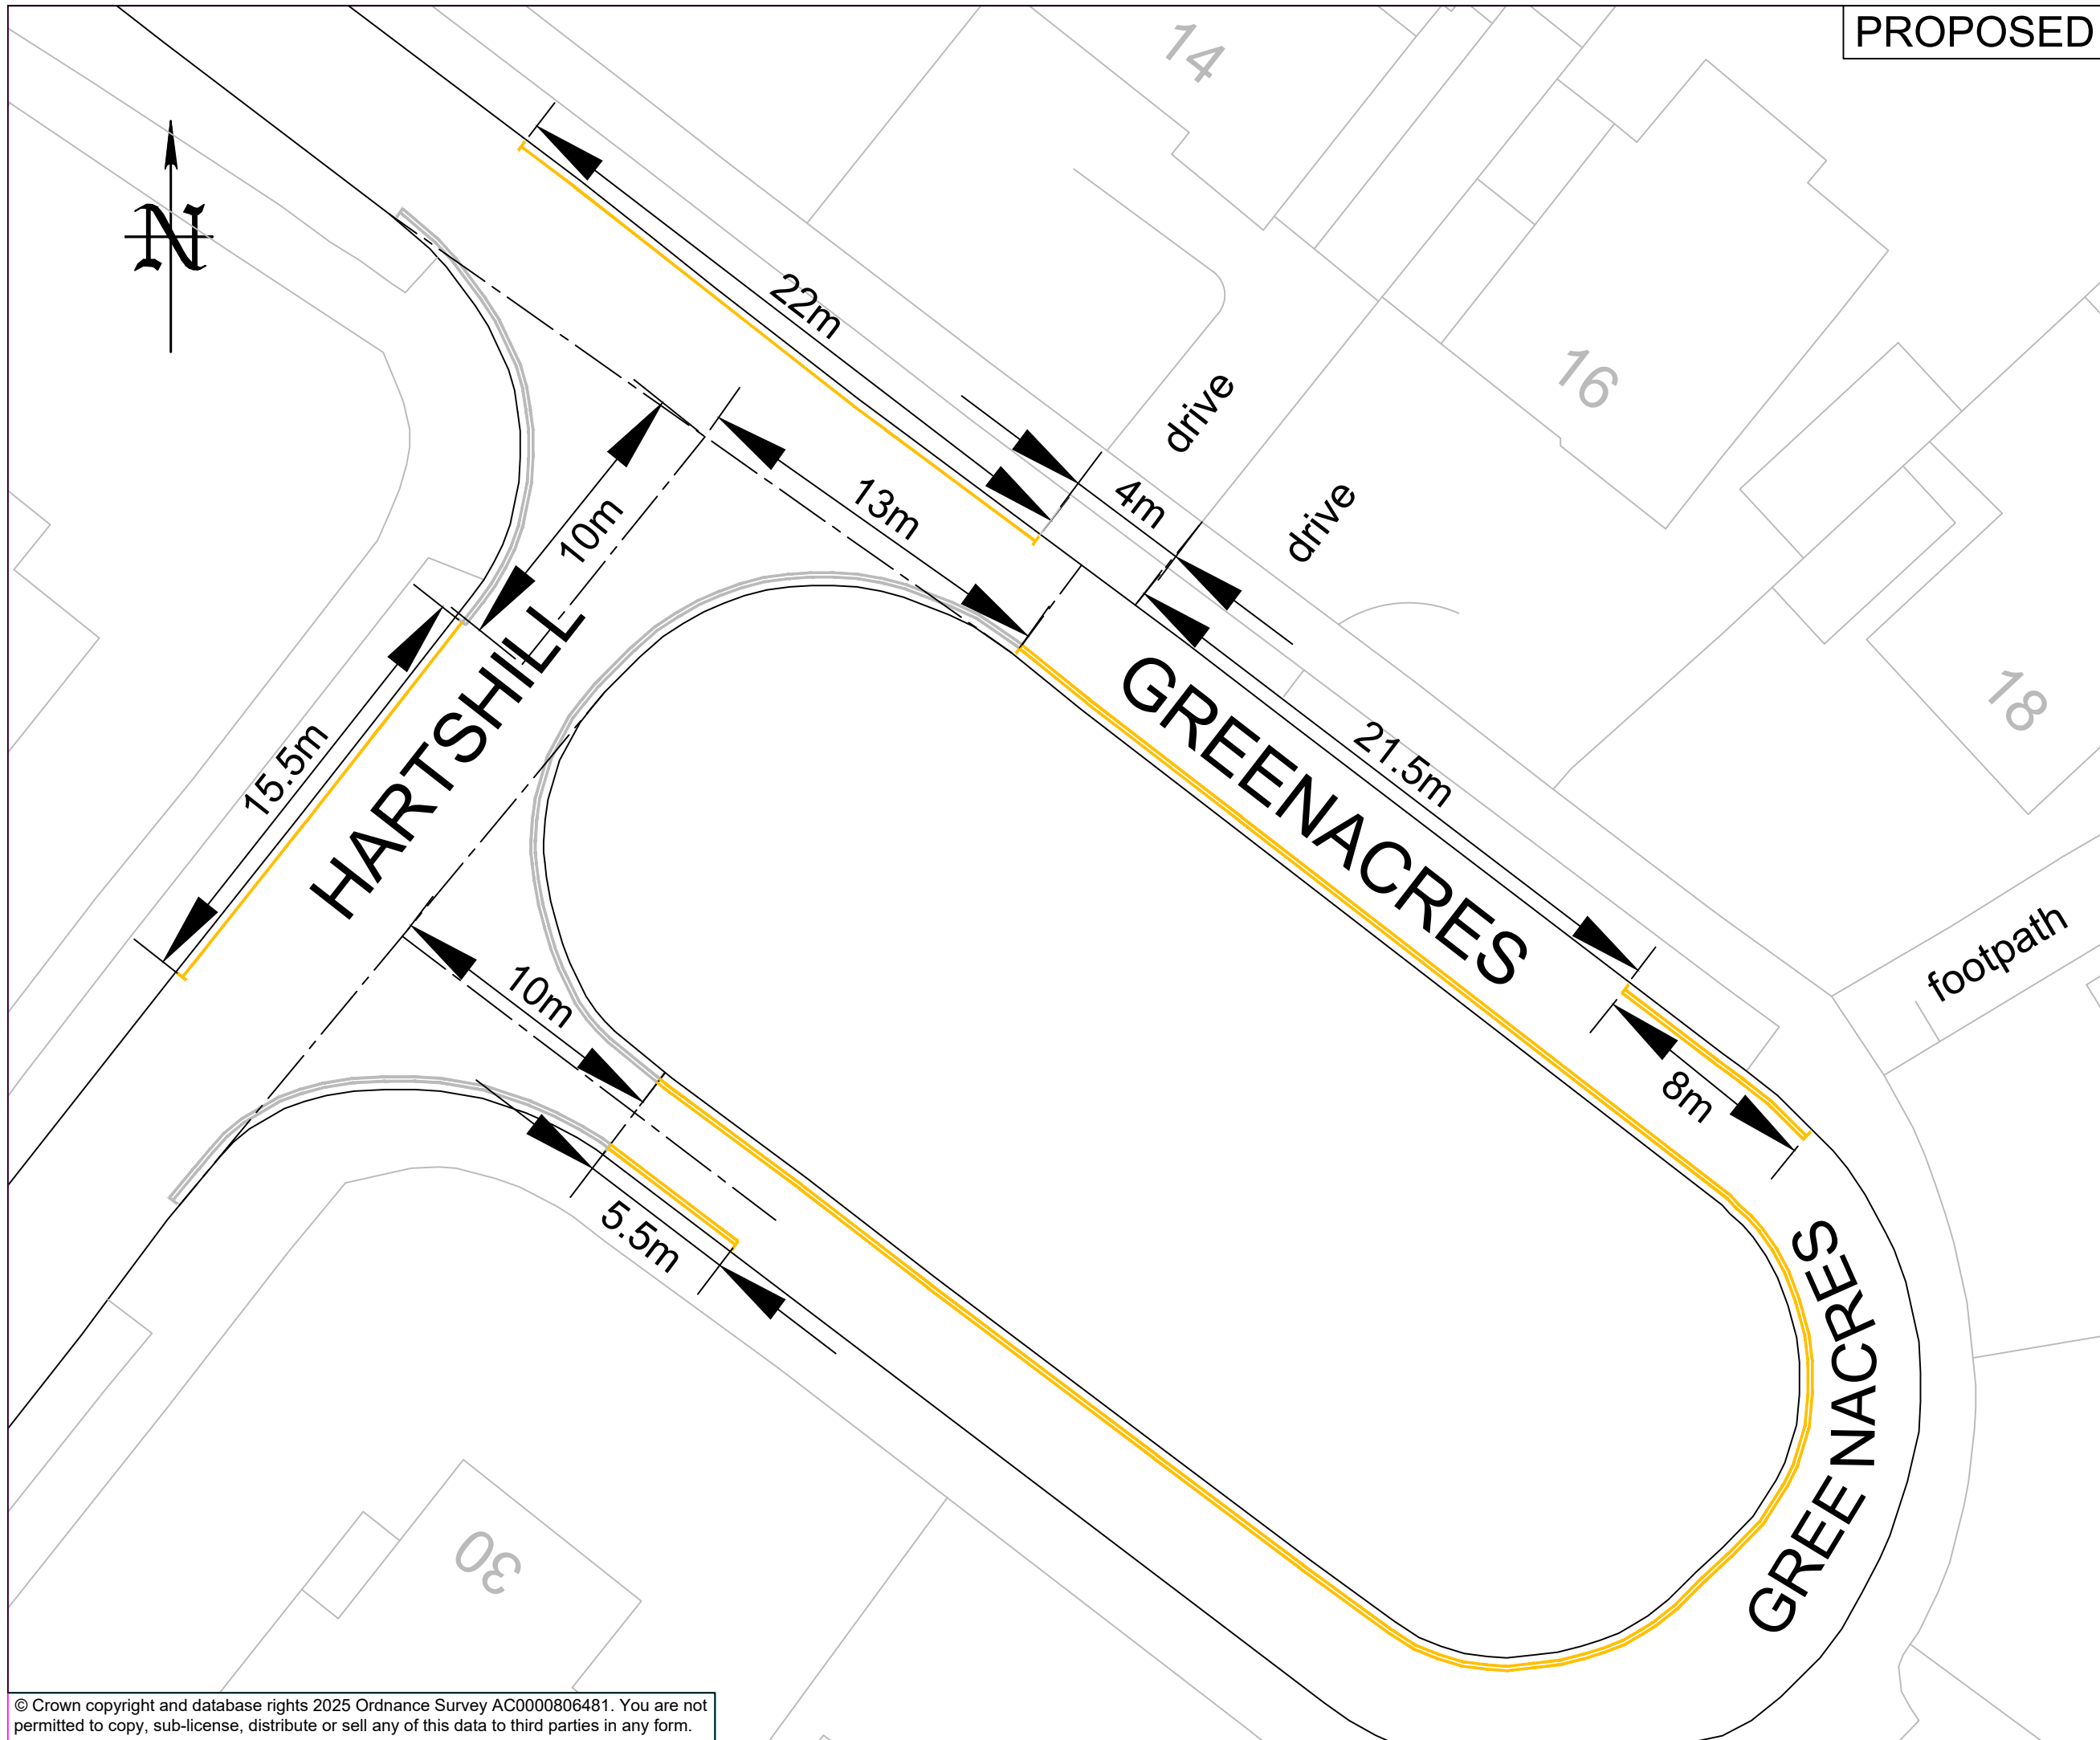 PROPOSED
14
N
22m
16
drive
4m
13m
drive
10m
18
HARTSHILL
GREENACRES
21.5m
15.5m
footpath
10m
8m
5.5m
GREENACRES
30
© Crown copyright and database rights 2025 Ordnance Survey AC0000806481. You are not
permitted to copy, sub-license, distribute or sell any of this data to third parties in any form.